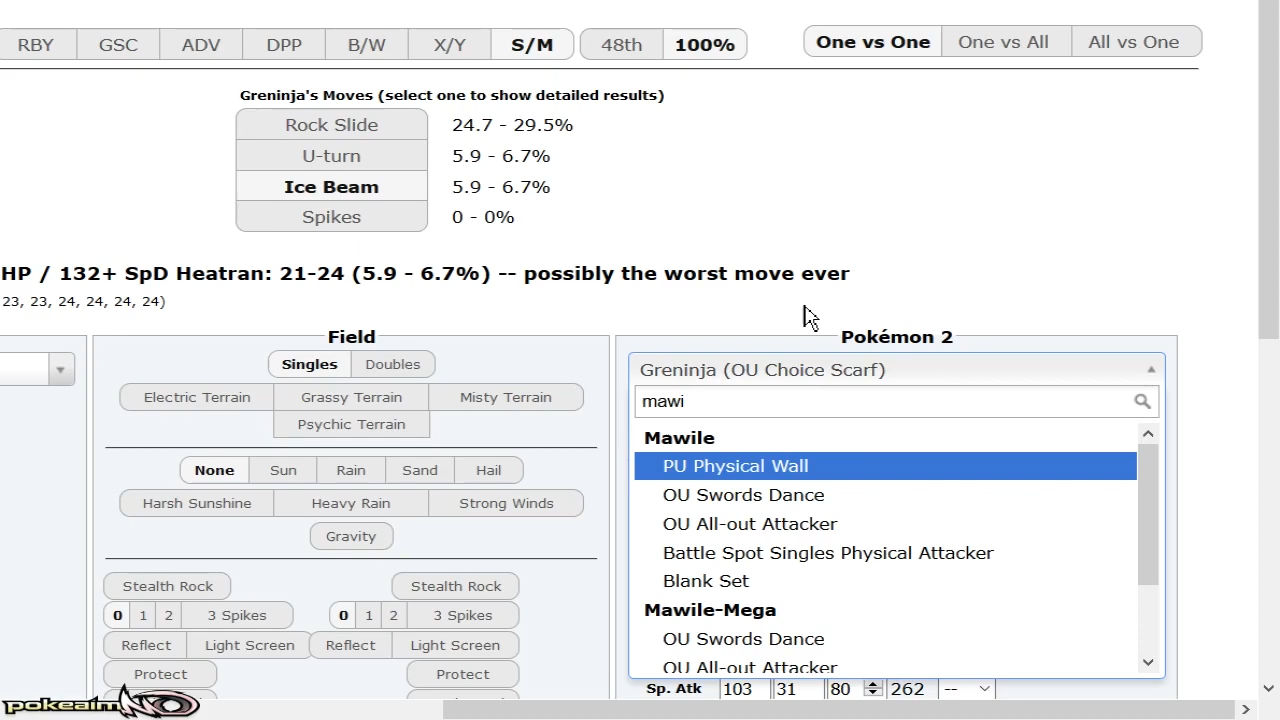 RBY GSC ADV DPP B/W X/Y S/M 48th 100% One vs One One vs All All vs One
Greninja's Moves (select one to show detailed results)
Rock Slide 24.7 - 29.5%
U-turn 5.9 - 6.7%
Ice Beam 5.9 - 6.7%
Spikes 0 - 0%
HP / 132+ SpD Heatran: 21-24 (5.9 - 6.7%) -- possibly the worst move ever
23, 23, 24, 24, 24, 24)
Field
Singles Doubles
Electric Terrain Grassy Terrain Misty Terrain
Psychic Terrain
None Sun Rain Sand Hail
Harsh Sunshine Heavy Rain Strong Winds
Gravity
Stealth Rock Stealth Rock
0 1 2 3 Spikes 0 1 2 3 Spikes
Reflect Light Screen Reflect Light Screen
Protect Protect
Pokémon 2
Greninja (OU Choice Scarf)
mawi
Mawile
PU Physical Wall
OU Swords Dance
OU All-out Attacker
Battle Spot Singles Physical Attacker
Blank Set
Mawile-Mega
OU Swords Dance
OU All-out Attacker
Sp. Atk 103 31 80 262 --
pokeaimMD